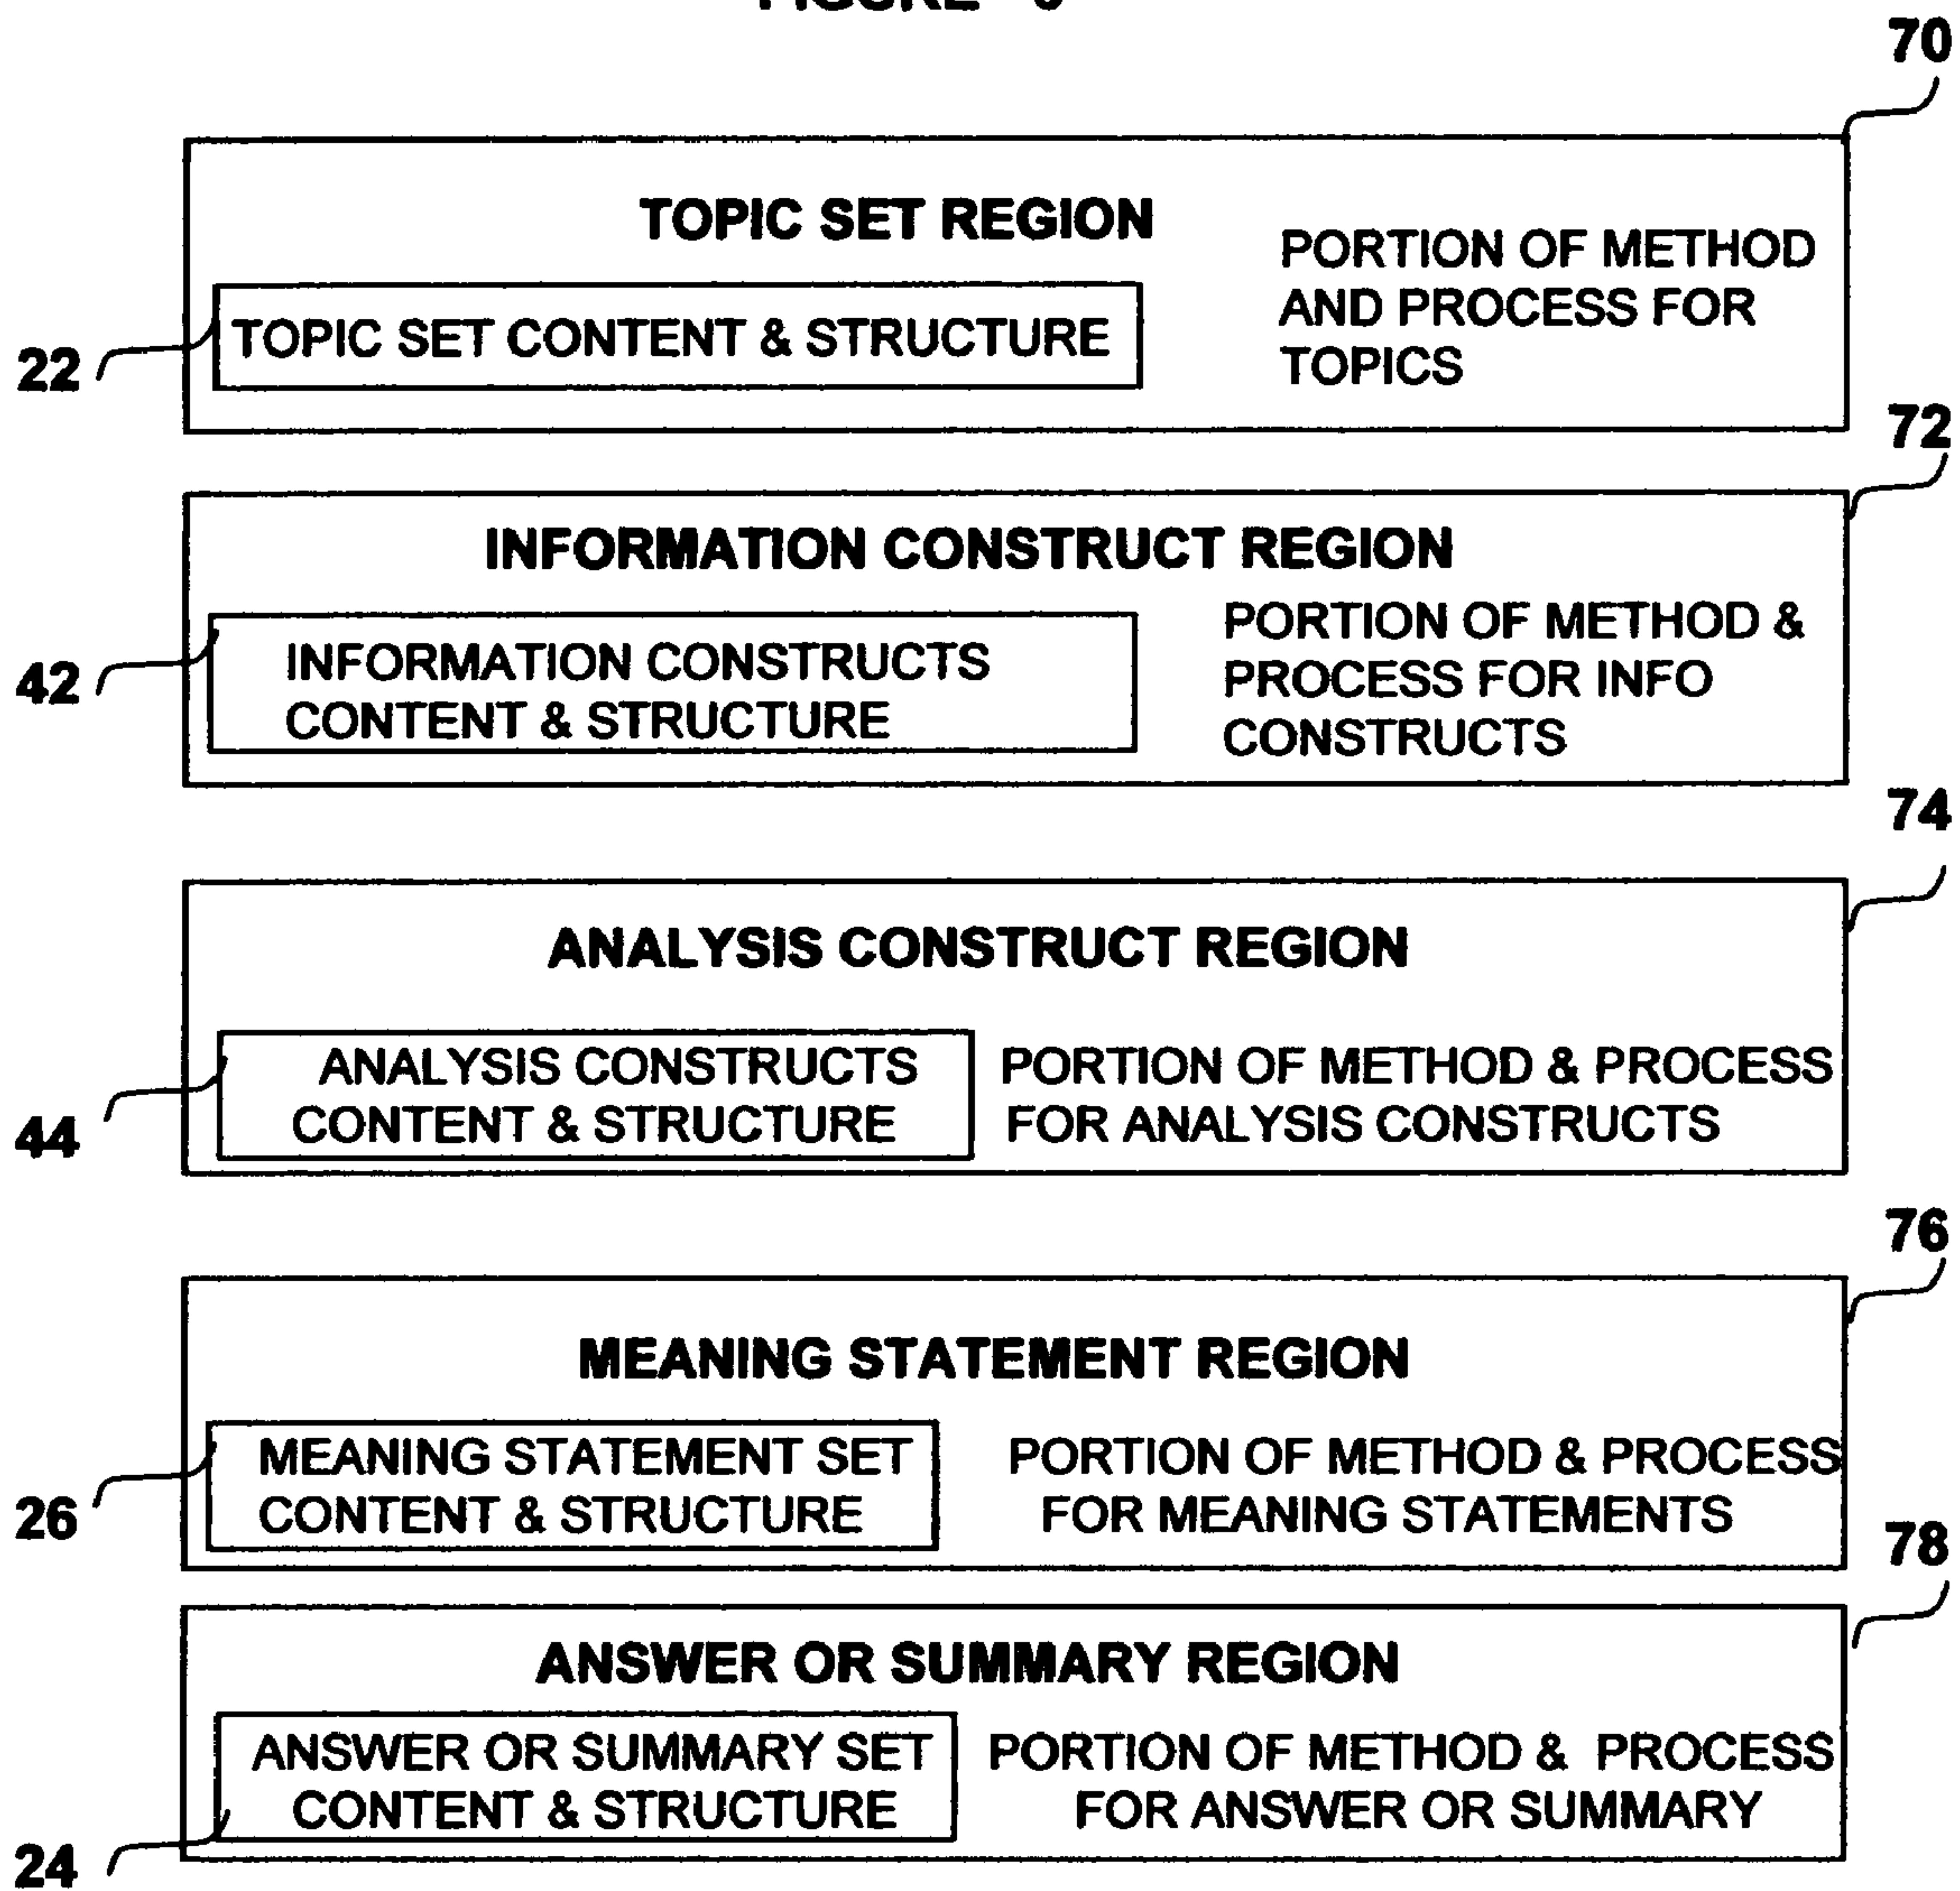 70
TOPIC SET REGION
PORTION OF METHOD
AND PROCESS FOR
TOPICS
TOPIC SET CONTENT & STRUCTURE
22
72
INFORMATION CONSTRUCT REGION
INFORMATION CONSTRUCTS
CONTENT & STRUCTURE
PORTION OF METHOD &
PROCESS FOR INFO
CONSTRUCTS
42
74
ANALYSIS CONSTRUCT REGION
ANALYSIS CONSTRUCTS
CONTENT & STRUCTURE
PORTION OF METHOD & PROCESS
FOR ANALYSIS CONSTRUCTS
44
76
MEANING STATEMENT REGION
MEANING STATEMENT SET
CONTENT & STRUCTURE
PORTION OF METHOD & PROCESS
FOR MEANING STATEMENTS
26
78
ANSWER OR SUMMARY REGION
ANSWER OR SUMMARY SET
CONTENT & STRUCTURE
PORTION OF METHOD & PROCESS
FOR ANSWER OR SUMMARY
24